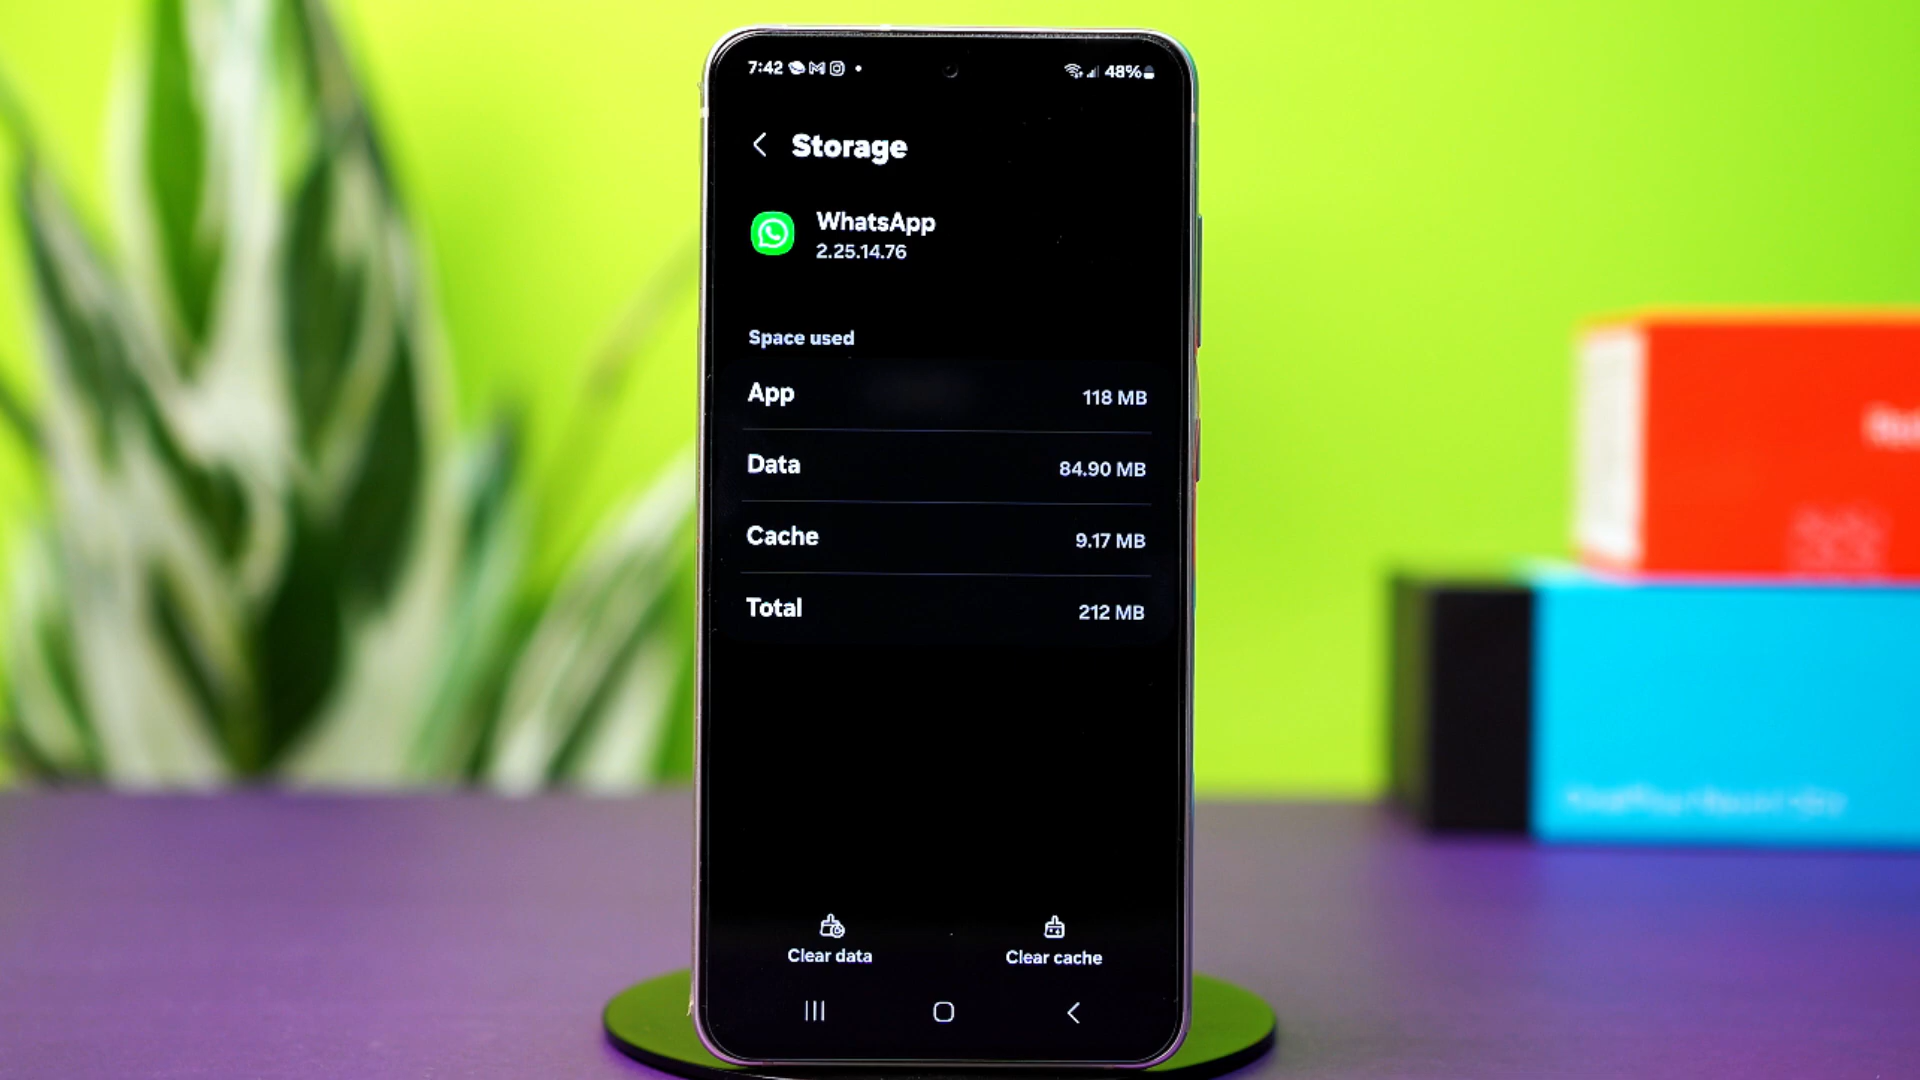 7:42
48%
Storage
WhatsApp
2.25.14.76
Space used
App 118 MB
Data 84.90 MB
Cache 9.17 MB
Total 212 MB
Clear data Clear cache